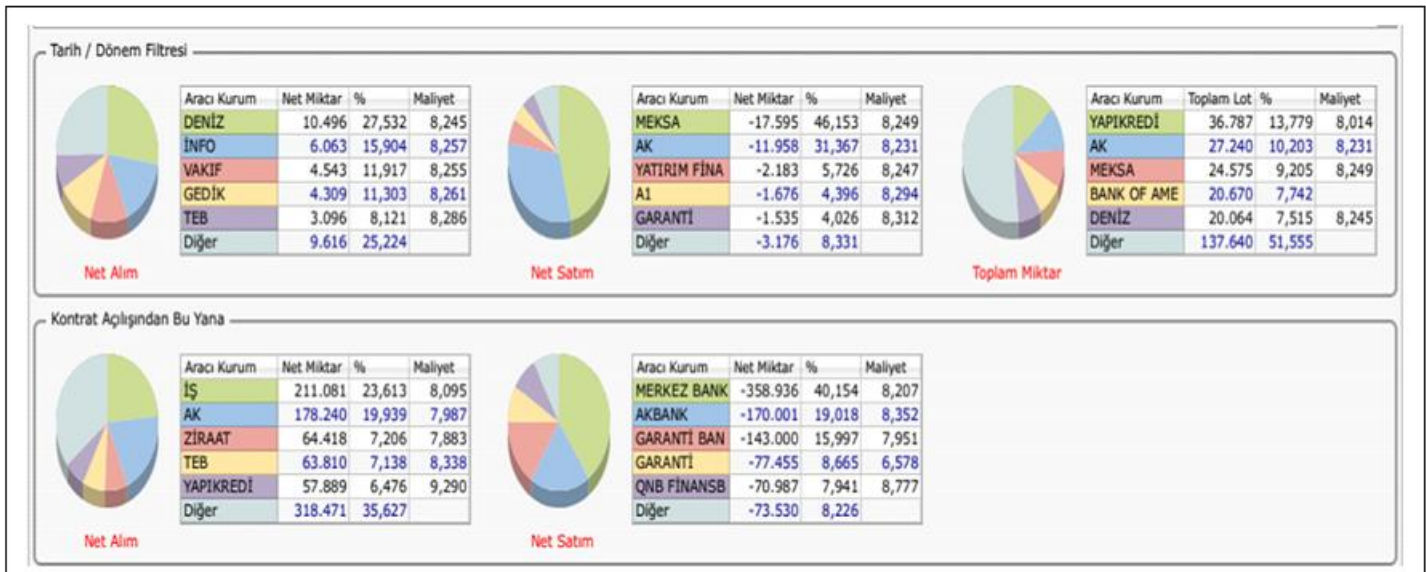 Tarih / Dönem Filtresi
Aracı Kurum Net Miktar % Maliyet
DENİZ 10.496 27,532 8,245
İNFO 6.063 15,904 8,257
VAKIF 4.543 11,917 8,255
GEDİK 4.309 11,303 8,261
TEB 3.096 8,121 8,286
Diğer 9.616 25,224
Net Alım
Aracı Kurum Net Miktar % Maliyet
MEKSA -17.595 46,153 8,249
AK -11.958 31,367 8,231
YATIRIM FİNA -2.183 5,726 8,247
A1 -1.676 4,396 8,294
GARANTİ -1.535 4,026 8,312
Diğer -3.176 8,331
Net Satım
Aracı Kurum Toplam Lot % Maliyet
YAPIKREDİ 36.787 13,779 8,014
AK 27.240 10,203 8,231
MEKSA 24.575 9,205 8,249
BANK OF AME 20.670 7,742
DENİZ 20.064 7,515 8,245
Diğer 137.640 51,555
Toplam Miktar
Kontrat Açılışından Bu Yana
Aracı Kurum Net Miktar % Maliyet
İŞ 211.081 23,613 8,095
AK 178.240 19,939 7,987
ZİRAAT 64.418 7,206 7,883
TEB 63.810 7,138 8,338
YAPIKREDİ 57.889 6,476 9,290
Diğer 318.471 35,627
Net Alım
Aracı Kurum Net Miktar % Maliyet
MERKEZ BANK -358.936 40,154 8,207
AKBANK -170.001 19,018 8,352
GARANTİ BAN -143.000 15,997 7,951
GARANTİ -77.455 8,665 6,578
QNB FİNANSB -70.987 7,941 8,777
Diğer -73.530 8,226
Net Satım